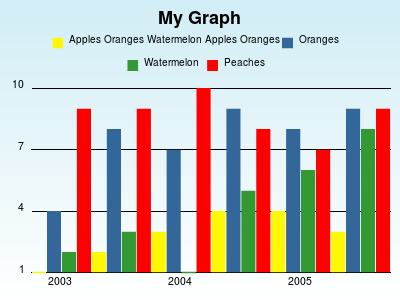 My Graph
Apples Oranges Watermelon Apples Oranges Oranges
Watermelon Peaches
10
7
4
1
2003 2004 2005